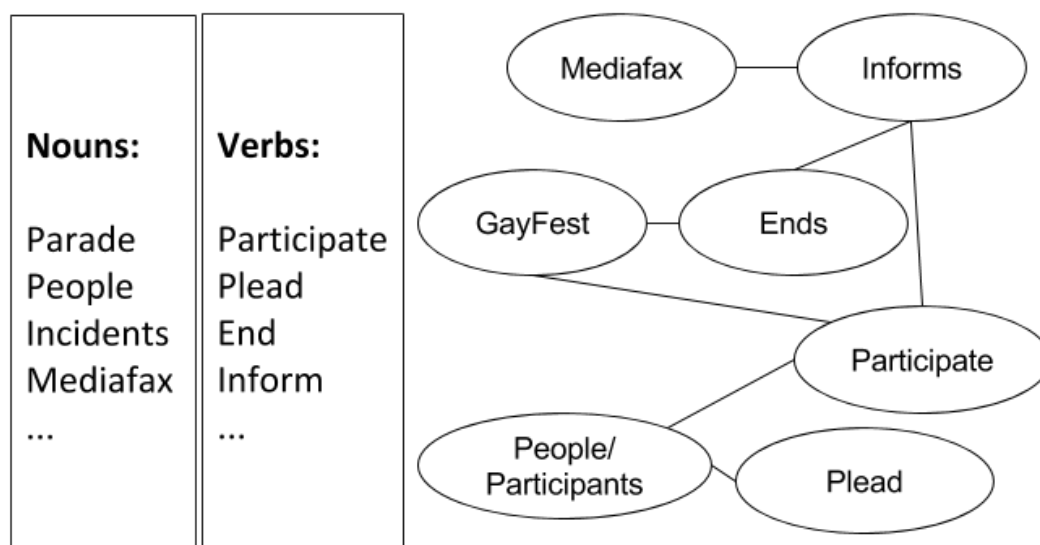 Nouns:
Parade
People
Incidents
Mediafax
...
Verbs:
Participate
Plead
End
Inform
...
Mediafax
Informs
GayFest
Ends
Participate
People/
Participants
Plead